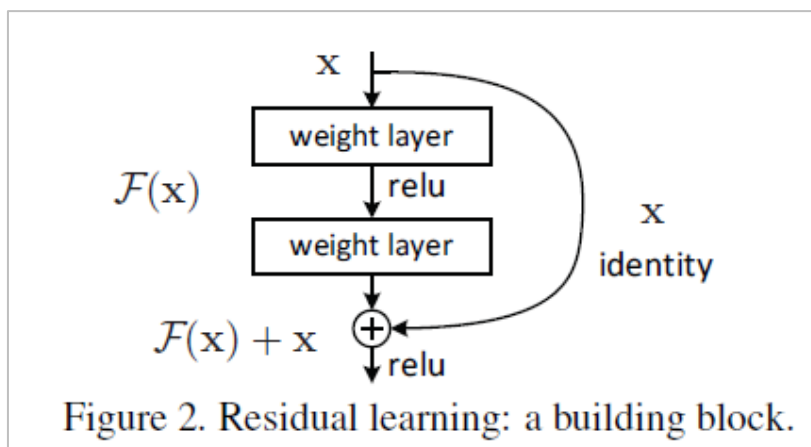 x
weight layer
relu
F(x)
x
weight layer
identity
F(x) + x
relu
Figure 2. Residual learning: a building block.